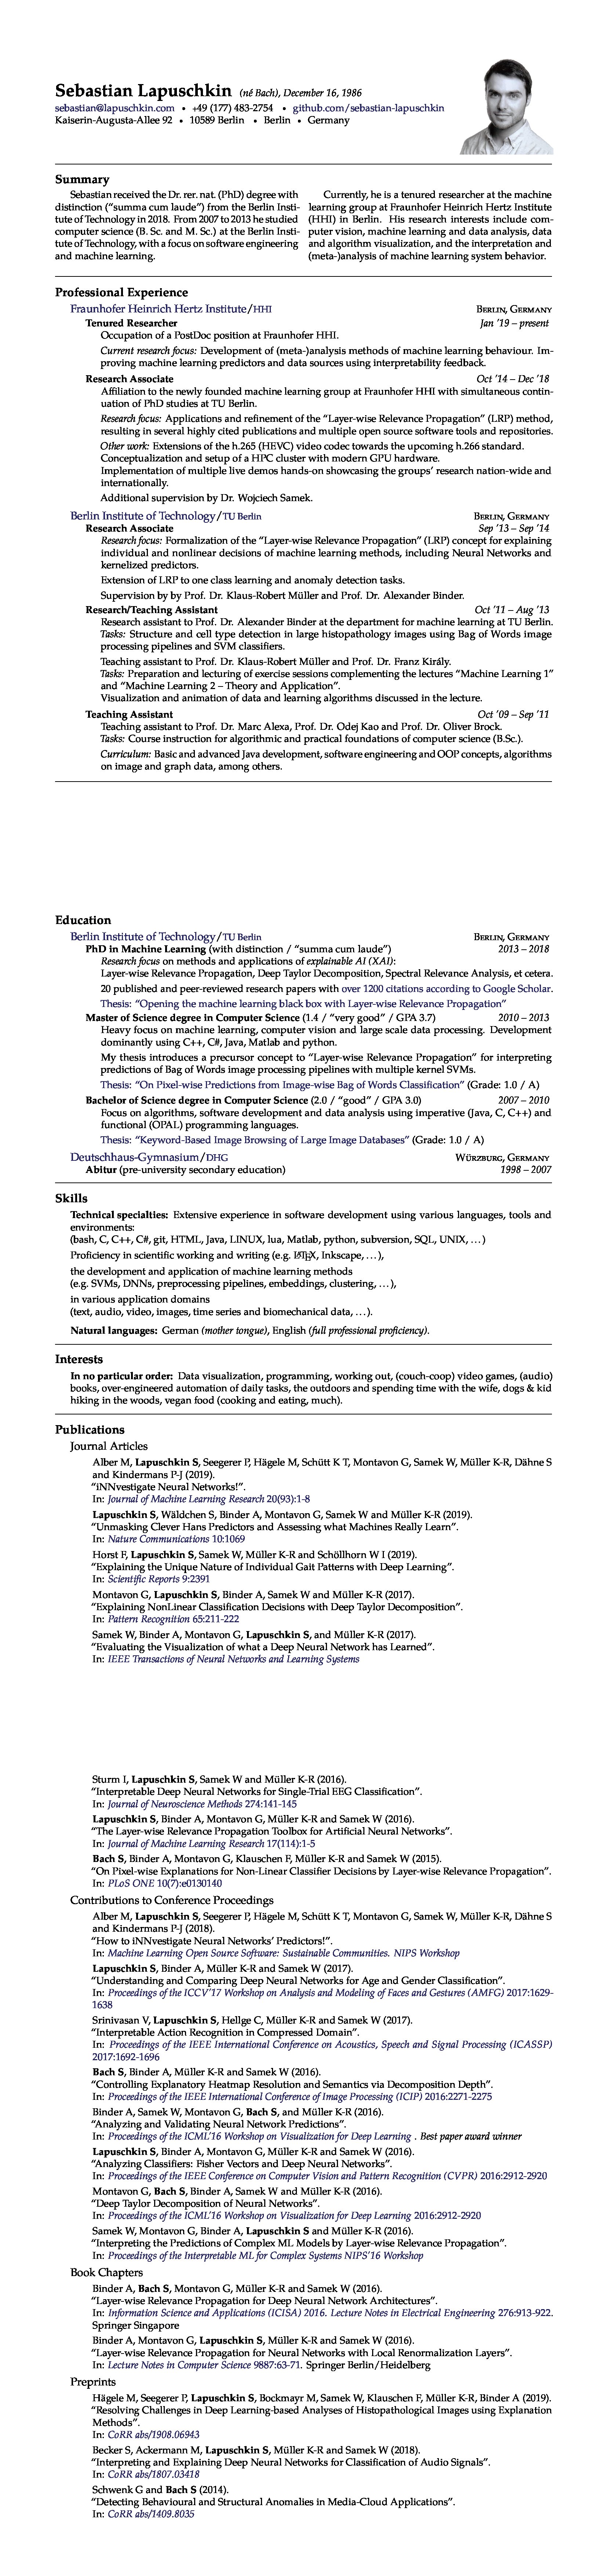 Sebastian Lapuschkin (né Bach), December 16, 1986
sebastian@lapuschkin.com • +49 (177) 483-2754 • github.com/sebastian-lapuschkin
Kaiserin-Augusta-Allee 92 • 10589 Berlin • Berlin • Germany
Summary
Sebastian received the Dr. rer. nat. (PhD) degree with
distinction ("summa cum laude") from the Berlin Insti-
tute of Technology in 2018. From 2007 to 2013 he studied
computer science (B. Sc. and M. Sc.) at the Berlin Insti-
tute of Technology, with a focus on software engineering
and machine learning.
Currently, he is a tenured researcher at the machine
learning group at Fraunhofer Heinrich Hertz Institute
(HHI) in Berlin. His research interests include com-
puter vision, machine learning and data analysis, data
and algorithm visualization, and the interpretation and
(meta-)analysis of machine learning system behavior.
Professional Experience
Fraunhofer Heinrich Hertz Institute/HHI Berlin, Germany
Tenured Researcher Jan '19 – present
Occupation of a PostDoc position at Fraunhofer HHI.
Current research focus: Development of (meta-)analysis methods of machine learning behaviour. Im-
proving machine learning predictors and data sources using interpretability feedback.
Research Associate Oct '14 – Dec '18
Affiliation to the newly founded machine learning group at Fraunhofer HHI with simultaneous contin-
uation of PhD studies at TU Berlin.
Research focus: Applications and refinement of the "Layer-wise Relevance Propagation" (LRP) method,
resulting in several highly cited publications and multiple open source software tools and repositories.
Other work: Extensions of the h.265 (HEVC) video codec towards the upcoming h.266 standard.
Conceptualization and setup of a HPC cluster with modern GPU hardware.
Implementation of multiple live demos hands-on showcasing the groups' research nation-wide and
internationally.
Additional supervision by Dr. Wojciech Samek.
Berlin Institute of Technology/TU Berlin Berlin, Germany
Research Associate Sep '13 – Sep '14
Research focus: Formalization of the "Layer-wise Relevance Propagation" (LRP) concept for explaining
individual and nonlinear decisions of machine learning methods, including Neural Networks and
kernelized predictors.
Extension of LRP to one class learning and anomaly detection tasks.
Supervision by by Prof. Dr. Klaus-Robert Müller and Prof. Dr. Alexander Binder.
Research/Teaching Assistant Oct '11 – Aug '13
Research assistant to Prof. Dr. Alexander Binder at the department for machine learning at TU Berlin.
Tasks: Structure and cell type detection in large histopathology images using Bag of Words image
processing pipelines and SVM classifiers.
Teaching assistant to Prof. Dr. Klaus-Robert Müller and Prof. Dr. Franz Király.
Tasks: Preparation and lecturing of exercise sessions complementing the lectures "Machine Learning 1"
and "Machine Learning 2 – Theory and Application".
Visualization and animation of data and learning algorithms discussed in the lecture.
Teaching Assistant Oct '09 – Sep '11
Teaching assistant to Prof. Dr. Marc Alexa, Prof. Dr. Odej Kao and Prof. Dr. Oliver Brock.
Tasks: Course instruction for algorithmic and practical foundations of computer science (B.Sc.).
Curriculum: Basic and advanced Java development, software engineering and OOP concepts, algorithms
on image and graph data, among others.
Education
Berlin Institute of Technology/TU Berlin Berlin, Germany
PhD in Machine Learning (with distinction / "summa cum laude") 2013 – 2018
Research focus on methods and applications of explainable AI (XAI):
Layer-wise Relevance Propagation, Deep Taylor Decomposition, Spectral Relevance Analysis, et cetera.
20 published and peer-reviewed research papers with over 1200 citations according to Google Scholar.
Thesis: "Opening the machine learning black box with Layer-wise Relevance Propagation"
Master of Science degree in Computer Science (1.4 / "very good" / GPA 3.7) 2010 – 2013
Heavy focus on machine learning, computer vision and large scale data processing. Development
dominantly using C++, C#, Java, Matlab and python.
My thesis introduces a precursor concept to "Layer-wise Relevance Propagation" for interpreting
predictions of Bag of Words image processing pipelines with multiple kernel SVMs.
Thesis: "On Pixel-wise Predictions from Image-wise Bag of Words Classification" (Grade: 1.0 / A)
Bachelor of Science degree in Computer Science (2.0 / "good" / GPA 3.0) 2007 – 2010
Focus on algorithms, software development and data analysis using imperative (Java, C, C++) and
functional (OPAL) programming languages.
Thesis: "Keyword-Based Image Browsing of Large Image Databases" (Grade: 1.0 / A)
Deutschhaus-Gymnasium/DHG Würzburg, Germany
Abitur (pre-university secondary education) 1998 – 2007
Skills
Technical specialties: Extensive experience in software development using various languages, tools and
environments:
(bash, C, C++, C#, git, HTML, Java, LINUX, lua, Matlab, python, subversion, SQL, UNIX, ...)
Proficiency in scientific working and writing (e.g. LATEX, Inkscape, ...),
the development and application of machine learning methods
(e.g. SVMs, DNNs, preprocessing pipelines, embeddings, clustering, ...),
in various application domains
(text, audio, video, images, time series and biomechanical data, ...).
Natural languages: German (mother tongue), English (full professional proficiency).
Interests
In no particular order: Data visualization, programming, working out, (couch-coop) video games, (audio)
books, over-engineered automation of daily tasks, the outdoors and spending time with the wife, dogs & kid
hiking in the woods, vegan food (cooking and eating, much).
Publications
Journal Articles
Alber M, Lapuschkin S, Seegerer P, Hägele M, Schütt K T, Montavon G, Samek W, Müller K-R, Dähne S
and Kindermans P-J (2019).
"iNNvestigate Neural Networks!".
In: Journal of Machine Learning Research 20(93):1-8
Lapuschkin S, Wäldchen S, Binder A, Montavon G, Samek W and Müller K-R (2019).
"Unmasking Clever Hans Predictors and Assessing what Machines Really Learn".
In: Nature Communications 10:1069
Horst F, Lapuschkin S, Samek W, Müller K-R and Schöllhorn W I (2019).
"Explaining the Unique Nature of Individual Gait Patterns with Deep Learning".
In: Scientific Reports 9:2391
Montavon G, Lapuschkin S, Binder A, Samek W and Müller K-R (2017).
"Explaining NonLinear Classification Decisions with Deep Taylor Decomposition".
In: Pattern Recognition 65:211-222
Samek W, Binder A, Montavon G, Lapuschkin S, and Müller K-R (2017).
"Evaluating the Visualization of what a Deep Neural Network has Learned".
In: IEEE Transactions of Neural Networks and Learning Systems
Sturm I, Lapuschkin S, Samek W and Müller K-R (2016).
"Interpretable Deep Neural Networks for Single-Trial EEG Classification".
In: Journal of Neuroscience Methods 274:141-145
Lapuschkin S, Binder A, Montavon G, Müller K-R and Samek W (2016).
"The Layer-wise Relevance Propagation Toolbox for Artificial Neural Networks".
In: Journal of Machine Learning Research 17(114):1-5
Bach S, Binder A, Montavon G, Klauschen F, Müller K-R and Samek W (2015).
"On Pixel-wise Explanations for Non-Linear Classifier Decisions by Layer-wise Relevance Propagation".
In: PLoS ONE 10(7):e0130140
Contributions to Conference Proceedings
Alber M, Lapuschkin S, Seegerer P, Hägele M, Schütt K T, Montavon G, Samek W, Müller K-R, Dähne S
and Kindermans P-J (2018).
"How to iNNvestigate Neural Networks' Predictors!".
In: Machine Learning Open Source Software: Sustainable Communities. NIPS Workshop
Lapuschkin S, Binder A, Müller K-R and Samek W (2017).
"Understanding and Comparing Deep Neural Networks for Age and Gender Classification".
In: Proceedings of the ICCV'17 Workshop on Analysis and Modeling of Faces and Gestures (AMFG) 2017:1629-
1638
Srinivasan V, Lapuschkin S, Hellge C, Müller K-R and Samek W (2017).
"Interpretable Action Recognition in Compressed Domain".
In: Proceedings of the IEEE International Conference on Acoustics, Speech and Signal Processing (ICASSP)
2017:1692-1696
Bach S, Binder A, Müller K-R and Samek W (2016).
"Controlling Explanatory Heatmap Resolution and Semantics via Decomposition Depth".
In: Proceedings of the IEEE International Conference of Image Processing (ICIP) 2016:2271-2275
Binder A, Samek W, Montavon G, Bach S, and Müller K-R (2016).
"Analyzing and Validating Neural Network Predictions".
In: Proceedings of the ICML'16 Workshop on Visualization for Deep Learning . Best paper award winner
Lapuschkin S, Binder A, Montavon G, Müller K-R and Samek W (2016).
"Analyzing Classifiers: Fisher Vectors and Deep Neural Networks".
In: Proceedings of the IEEE Conference on Computer Vision and Pattern Recognition (CVPR) 2016:2912-2920
Montavon G, Bach S, Binder A, Samek W and Müller K-R (2016).
"Deep Taylor Decomposition of Neural Networks".
In: Proceedings of the ICML'16 Workshop on Visualization for Deep Learning 2016:2912-2920
Samek W, Montavon G, Binder A, Lapuschkin S and Müller K-R (2016).
"Interpreting the Predictions of Complex ML Models by Layer-wise Relevance Propagation".
In: Proceedings of the Interpretable ML for Complex Systems NIPS'16 Workshop
Book Chapters
Binder A, Bach S, Montavon G, Müller K-R and Samek W (2016).
"Layer-wise Relevance Propagation for Deep Neural Network Architectures".
In: Information Science and Applications (ICISA) 2016. Lecture Notes in Electrical Engineering 276:913-922.
Springer Singapore
Binder A, Montavon G, Lapuschkin S, Müller K-R and Samek W (2016).
"Layer-wise Relevance Propagation for Neural Networks with Local Renormalization Layers".
In: Lecture Notes in Computer Science 9887:63-71. Springer Berlin/Heidelberg
Preprints
Hägele M, Seegerer P, Lapuschkin S, Bockmayr M, Samek W, Klauschen F, Müller K-R, Binder A (2019).
"Resolving Challenges in Deep Learning-based Analyses of Histopathological Images using Explanation
Methods".
In: CoRR abs/1908.06943
Becker S, Ackermann M, Lapuschkin S, Müller K-R and Samek W (2018).
"Interpreting and Explaining Deep Neural Networks for Classification of Audio Signals".
In: CoRR abs/1807.03418
Schwenk G and Bach S (2014).
"Detecting Behavioural and Structural Anomalies in Media-Cloud Applications".
In: CoRR abs/1409.8035